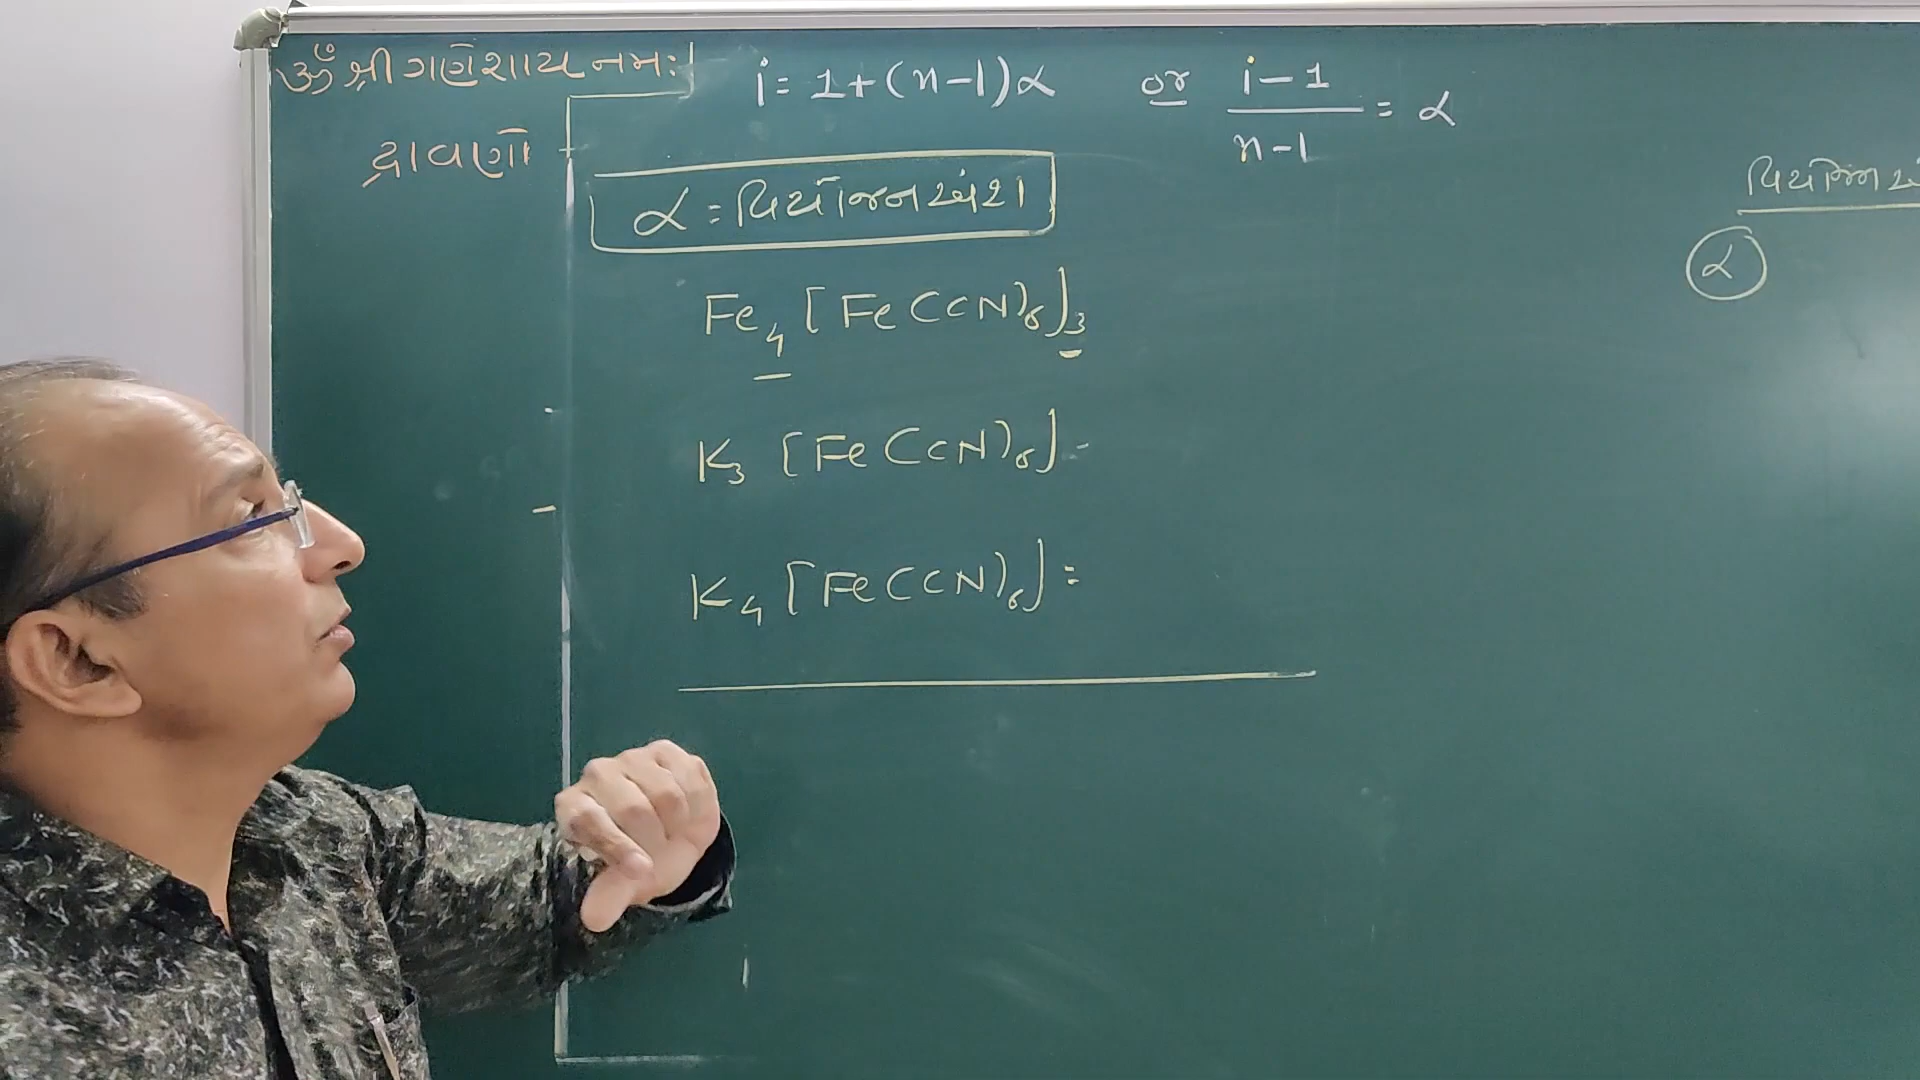 ૐ શ્રી ગણેશાય નમઃ
દ્રાવણો
i = 1 + (n - 1) α or i - 1 / n - 1 = α
α = વિયોજન અંશ
Fe₄ [Fe(CN)₆]₃
K₃ [Fe(CN)₆] -
K₄ [Fe(CN)₆] =
વિયોજન
α